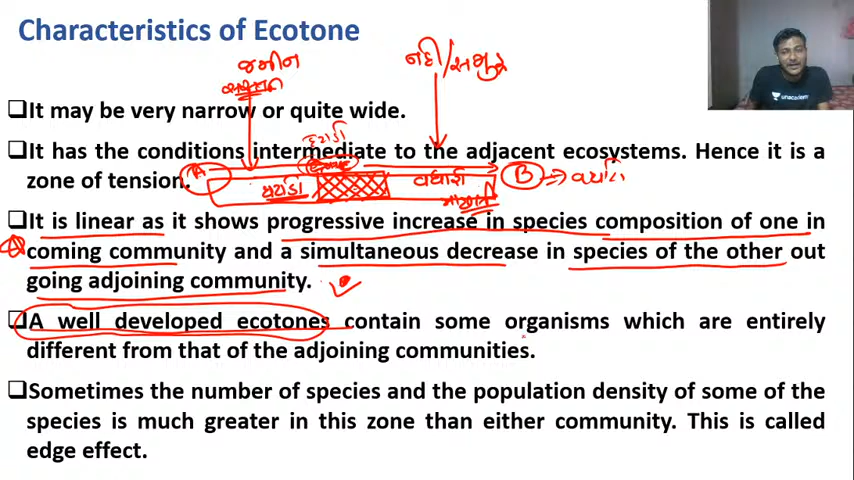 Characteristics of Ecotone
જમીન
નદી/સમુદ્ર
unacademy
❑It may be very narrow or quite wide.
❑It has the conditions intermediate to the adjacent ecosystems. Hence it is a
zone of tension.
A
B
❑It is linear as it shows progressive increase in species composition of one in
coming community and a simultaneous decrease in species of the other out
going adjoining community.
❑A well developed ecotones contain some organisms which are entirely
different from that of the adjoining communities.
❑Sometimes the number of species and the population density of some of the
species is much greater in this zone than either community. This is called
edge effect.